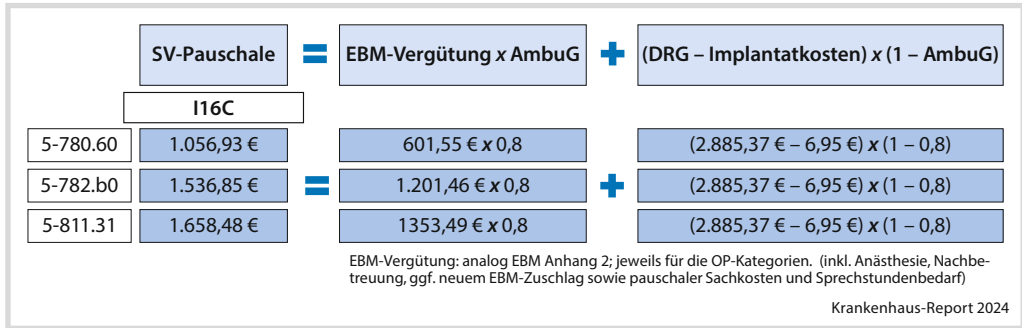 SV-Pauschale = EBM-Vergütung x AmbuG + (DRG – Implantatkosten) x (1 – AmbuG)
I16C
5-780.60 1.056,93 € 601,55 € x 0,8 (2.885,37 € – 6,95 €) x (1 – 0,8)
5-782.b0 1.536,85 € = 1.201,46 € x 0,8 + (2.885,37 € – 6,95 €) x (1 – 0,8)
5-811.31 1.658,48 € 1353,49 € x 0,8 (2.885,37 € – 6,95 €) x (1 – 0,8)
EBM-Vergütung: analog EBM Anhang 2; jeweils für die OP-Kategorien. (inkl. Anästhesie, Nachbe-
treuung, ggf. neuem EBM-Zuschlag sowie pauschaler Sachkosten und Sprechstundenbedarf)
Krankenhaus-Report 2024